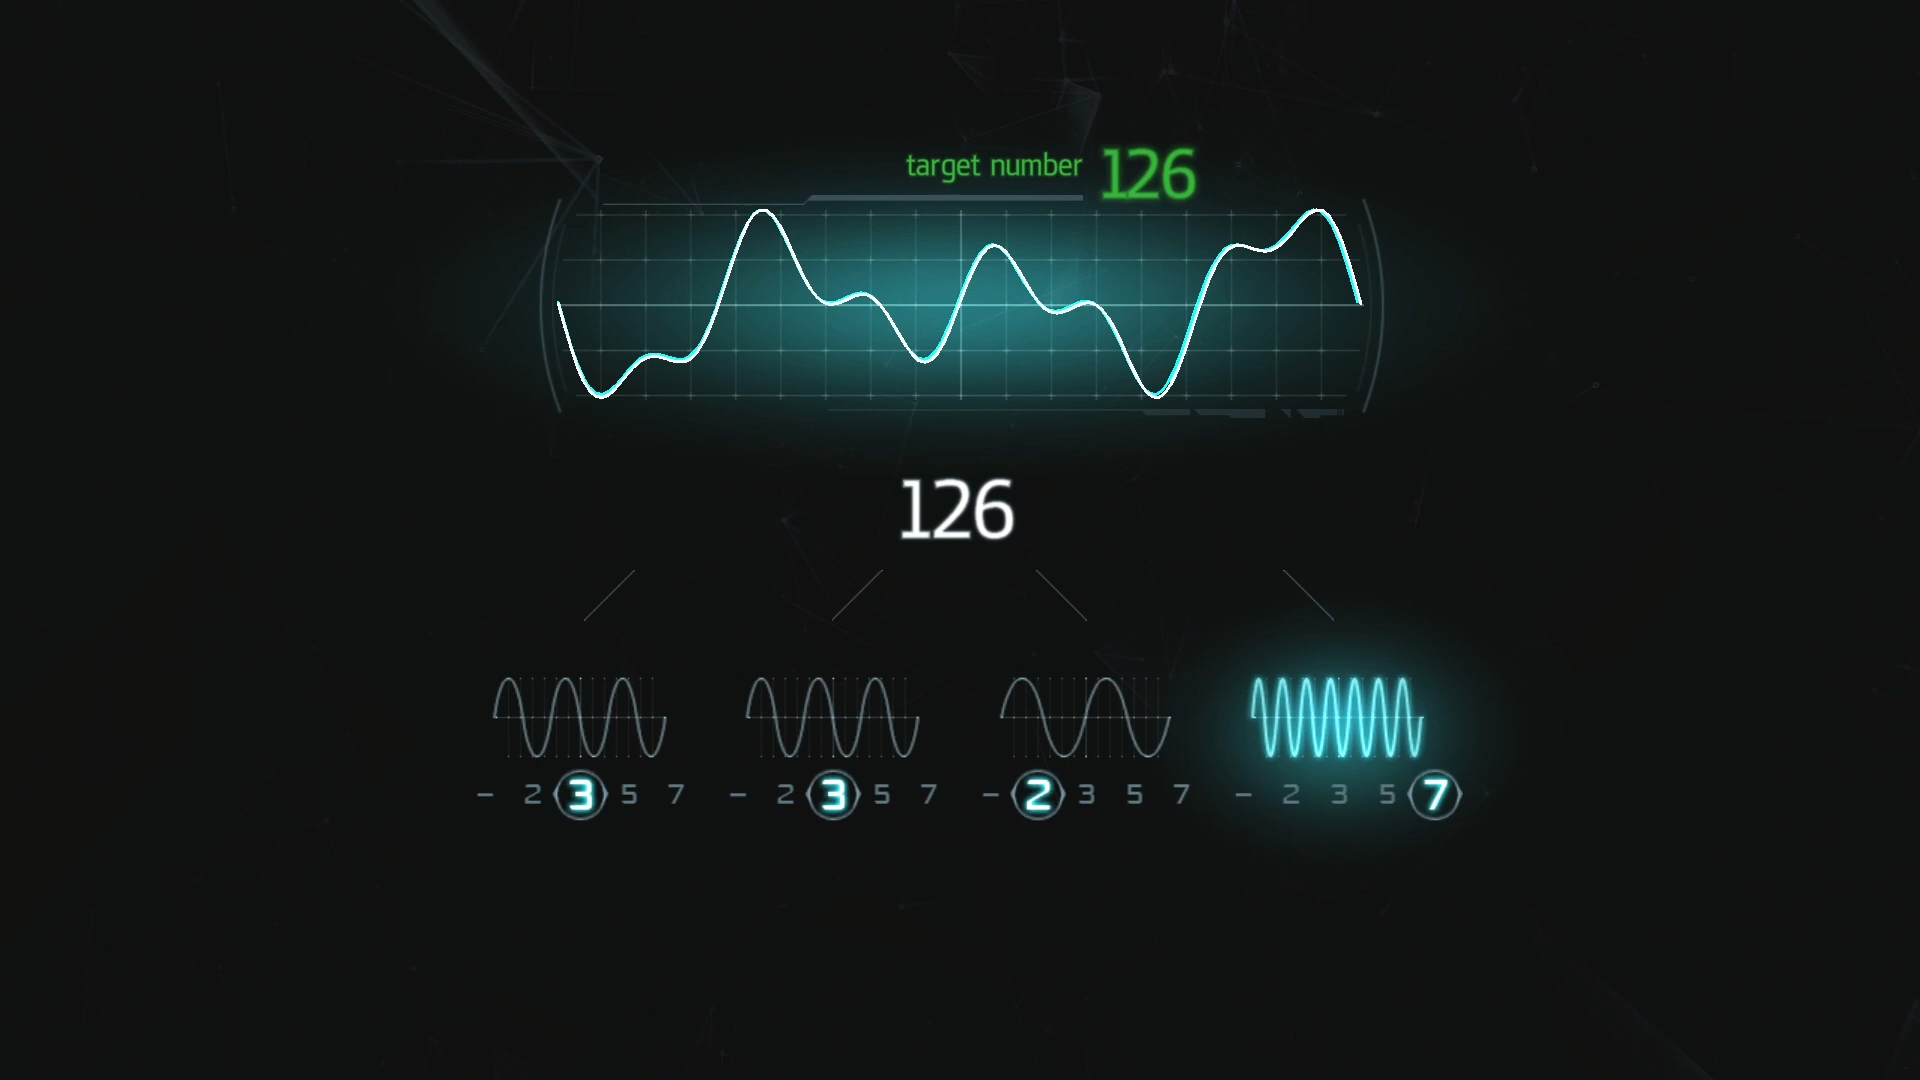 target number 126
126
– 2 3 5 7 – 2 3 5 7 – 2 3 5 7 – 2 3 5 7